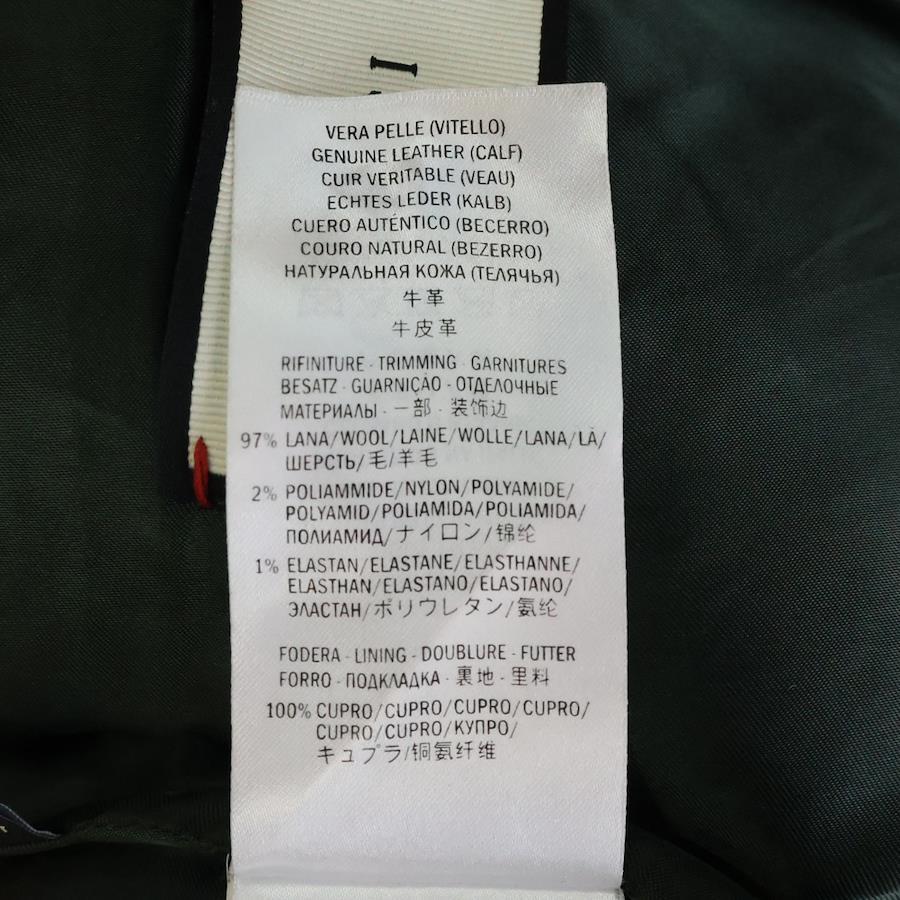 VERA PELLE (VITELLO)
GENUINE LEATHER (CALF)
CUIR VERITABLE (VEAU)
ECHTES LEDER (KALB)
CUERO AUTÉNTICO (BECERRO)
COURO NATURAL (BEZERRO)
НАТУРАЛЬНАЯ КОЖА (ТЕЛЯЧЬЯ)
牛革
牛皮革
RIFINITURE - TRIMMING - GARNITURES
BESATZ - GUARNIÇÃO - ОТДЕЛОЧНЫЕ
МАТЕРИАЛЫ - 一部 - 装饰边
97% LANA/WOOL/LAINE/WOLLE/LANA/LÀ/
ШЕРСТЬ/毛/羊毛
2% POLIAMMIDE/NYLON/POLYAMIDE/
POLYAMID/POLIAMIDA/POLIAMIDA/
ПОЛИАМИД/ナイロン/锦纶
1% ELASTAN/ELASTANE/ELASTHANNE/
ELASTHAN/ELASTANO/ELASTANO/
ЭЛАСТАН/ポリウレタン/氨纶
FODERA - LINING - DOUBLURE - FUTTER
FORRO - ПОДКЛАДКА - 裏地 - 里料
100% CUPRO/CUPRO/CUPRO/CUPRO/
CUPRO/CUPRO/КУПРО/
キュプラ/铜氨纤维